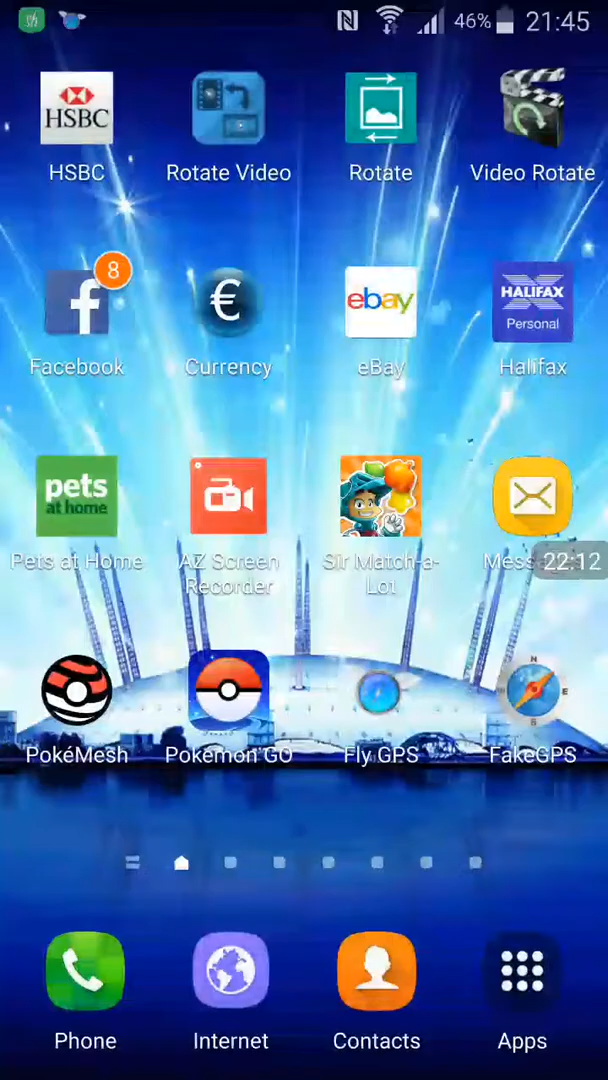 sh
46% 21:45
HSBC
HSBC Rotate Video Rotate Video Rotate
8
f € ebay HALIFAX
Personal
Facebook Currency eBay Halifax
pets
at home
Pets at Home AZ Screen Sir Match-a-
Recorder Lot
22:12
N
E
S
PokéMesh Pokémon GO Fly GPS FakeGPS
Phone Internet Contacts Apps